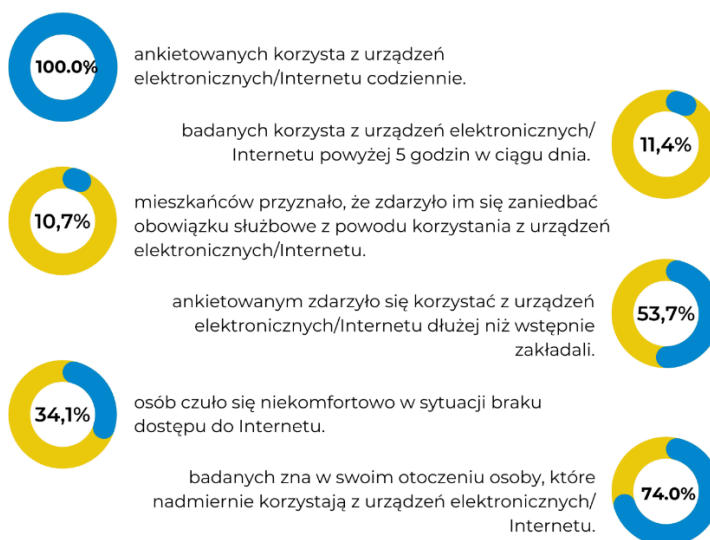 100.0%
ankietowanych korzysta z urządzeń
elektronicznych/Internetu codziennie.
badanych korzysta z urządzeń elektronicznych/
Internetu powyżej 5 godzin w ciągu dnia.
11,4%
10,7%
mieszkańców przyznało, że zdarzyło im się zaniedbać
obowiązku służbowe z powodu korzystania z urządzeń
elektronicznych/Internetu.
ankietowanym zdarzyło się korzystać z urządzeń
elektronicznych/Internetu dłużej niż wstępnie
zakładali.
53,7%
34,1%
osób czuło się niekomfortowo w sytuacji braku
dostępu do Internetu.
badanych zna w swoim otoczeniu osoby, które
nadmiernie korzystają z urządzeń elektronicznych/
Internetu.
74.0%